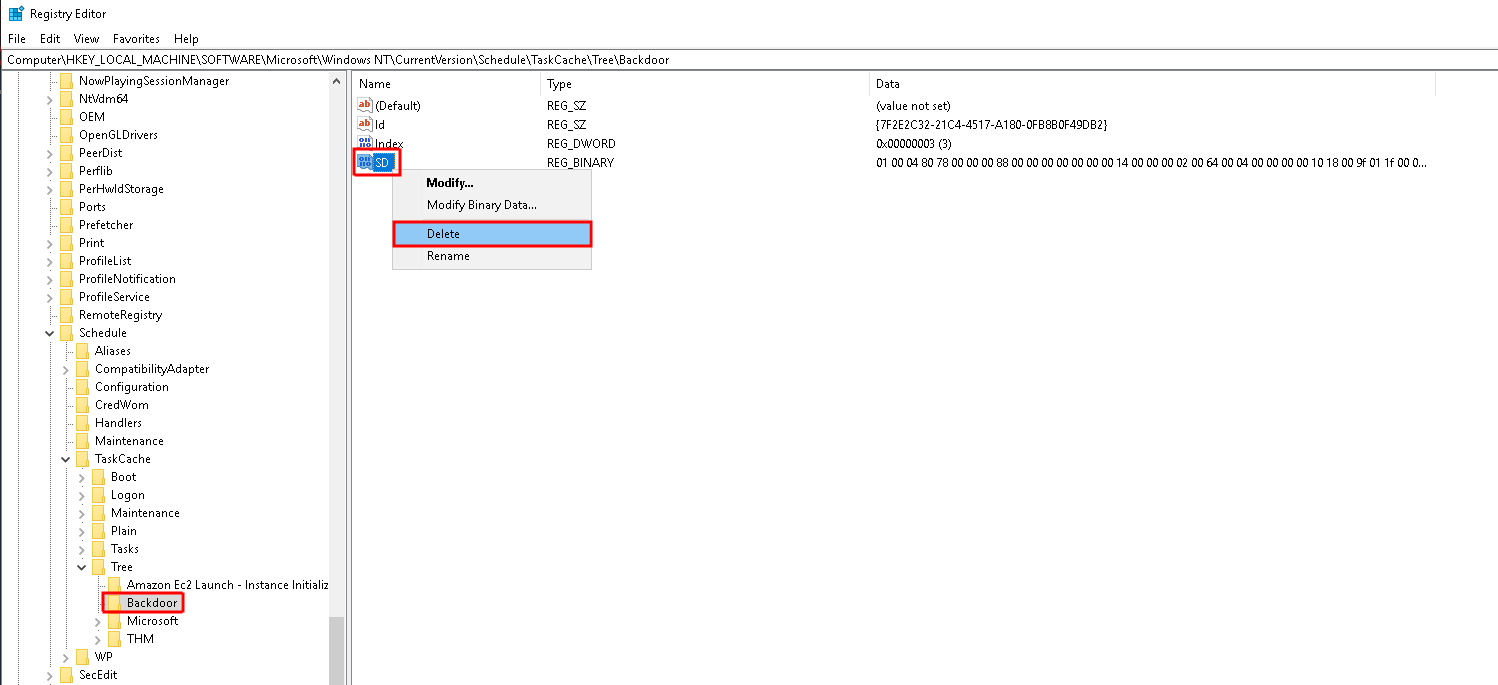 Registry Editor
File Edit View Favorites Help
Computer\HKEY_LOCAL_MACHINE\SOFTWARE\Microsoft\Windows NT\CurrentVersion\Schedule\TaskCache\Tree\Backdoor
NowPlayingSessionManager
NtVdm64
OEM
OpenGLDrivers
PeerDist
Perflib
PerHwIdStorage
Ports
Prefetcher
Print
ProfileList
ProfileNotification
ProfileService
RemoteRegistry
Schedule
Aliases
CompatibilityAdapter
Configuration
CredWom
Handlers
Maintenance
TaskCache
Boot
Logon
Maintenance
Plain
Tasks
Tree
Amazon Ec2 Launch - Instance Initializ
Backdoor
Microsoft
THM
WP
SecEdit
Name Type Data
(Default) REG_SZ (value not set)
Id REG_SZ {7F2E2C32-21C4-4517-A180-0FB8B0F49DB2}
Index REG_DWORD 0x00000003 (3)
SD REG_BINARY 01 00 04 80 78 00 00 00 88 00 00 00 00 00 00 00 14 00 00 00 02 00 64 00 04 00 00 00 00 10 18 00 9f 01 1f 00 0...
Modify...
Modify Binary Data...
Delete
Rename